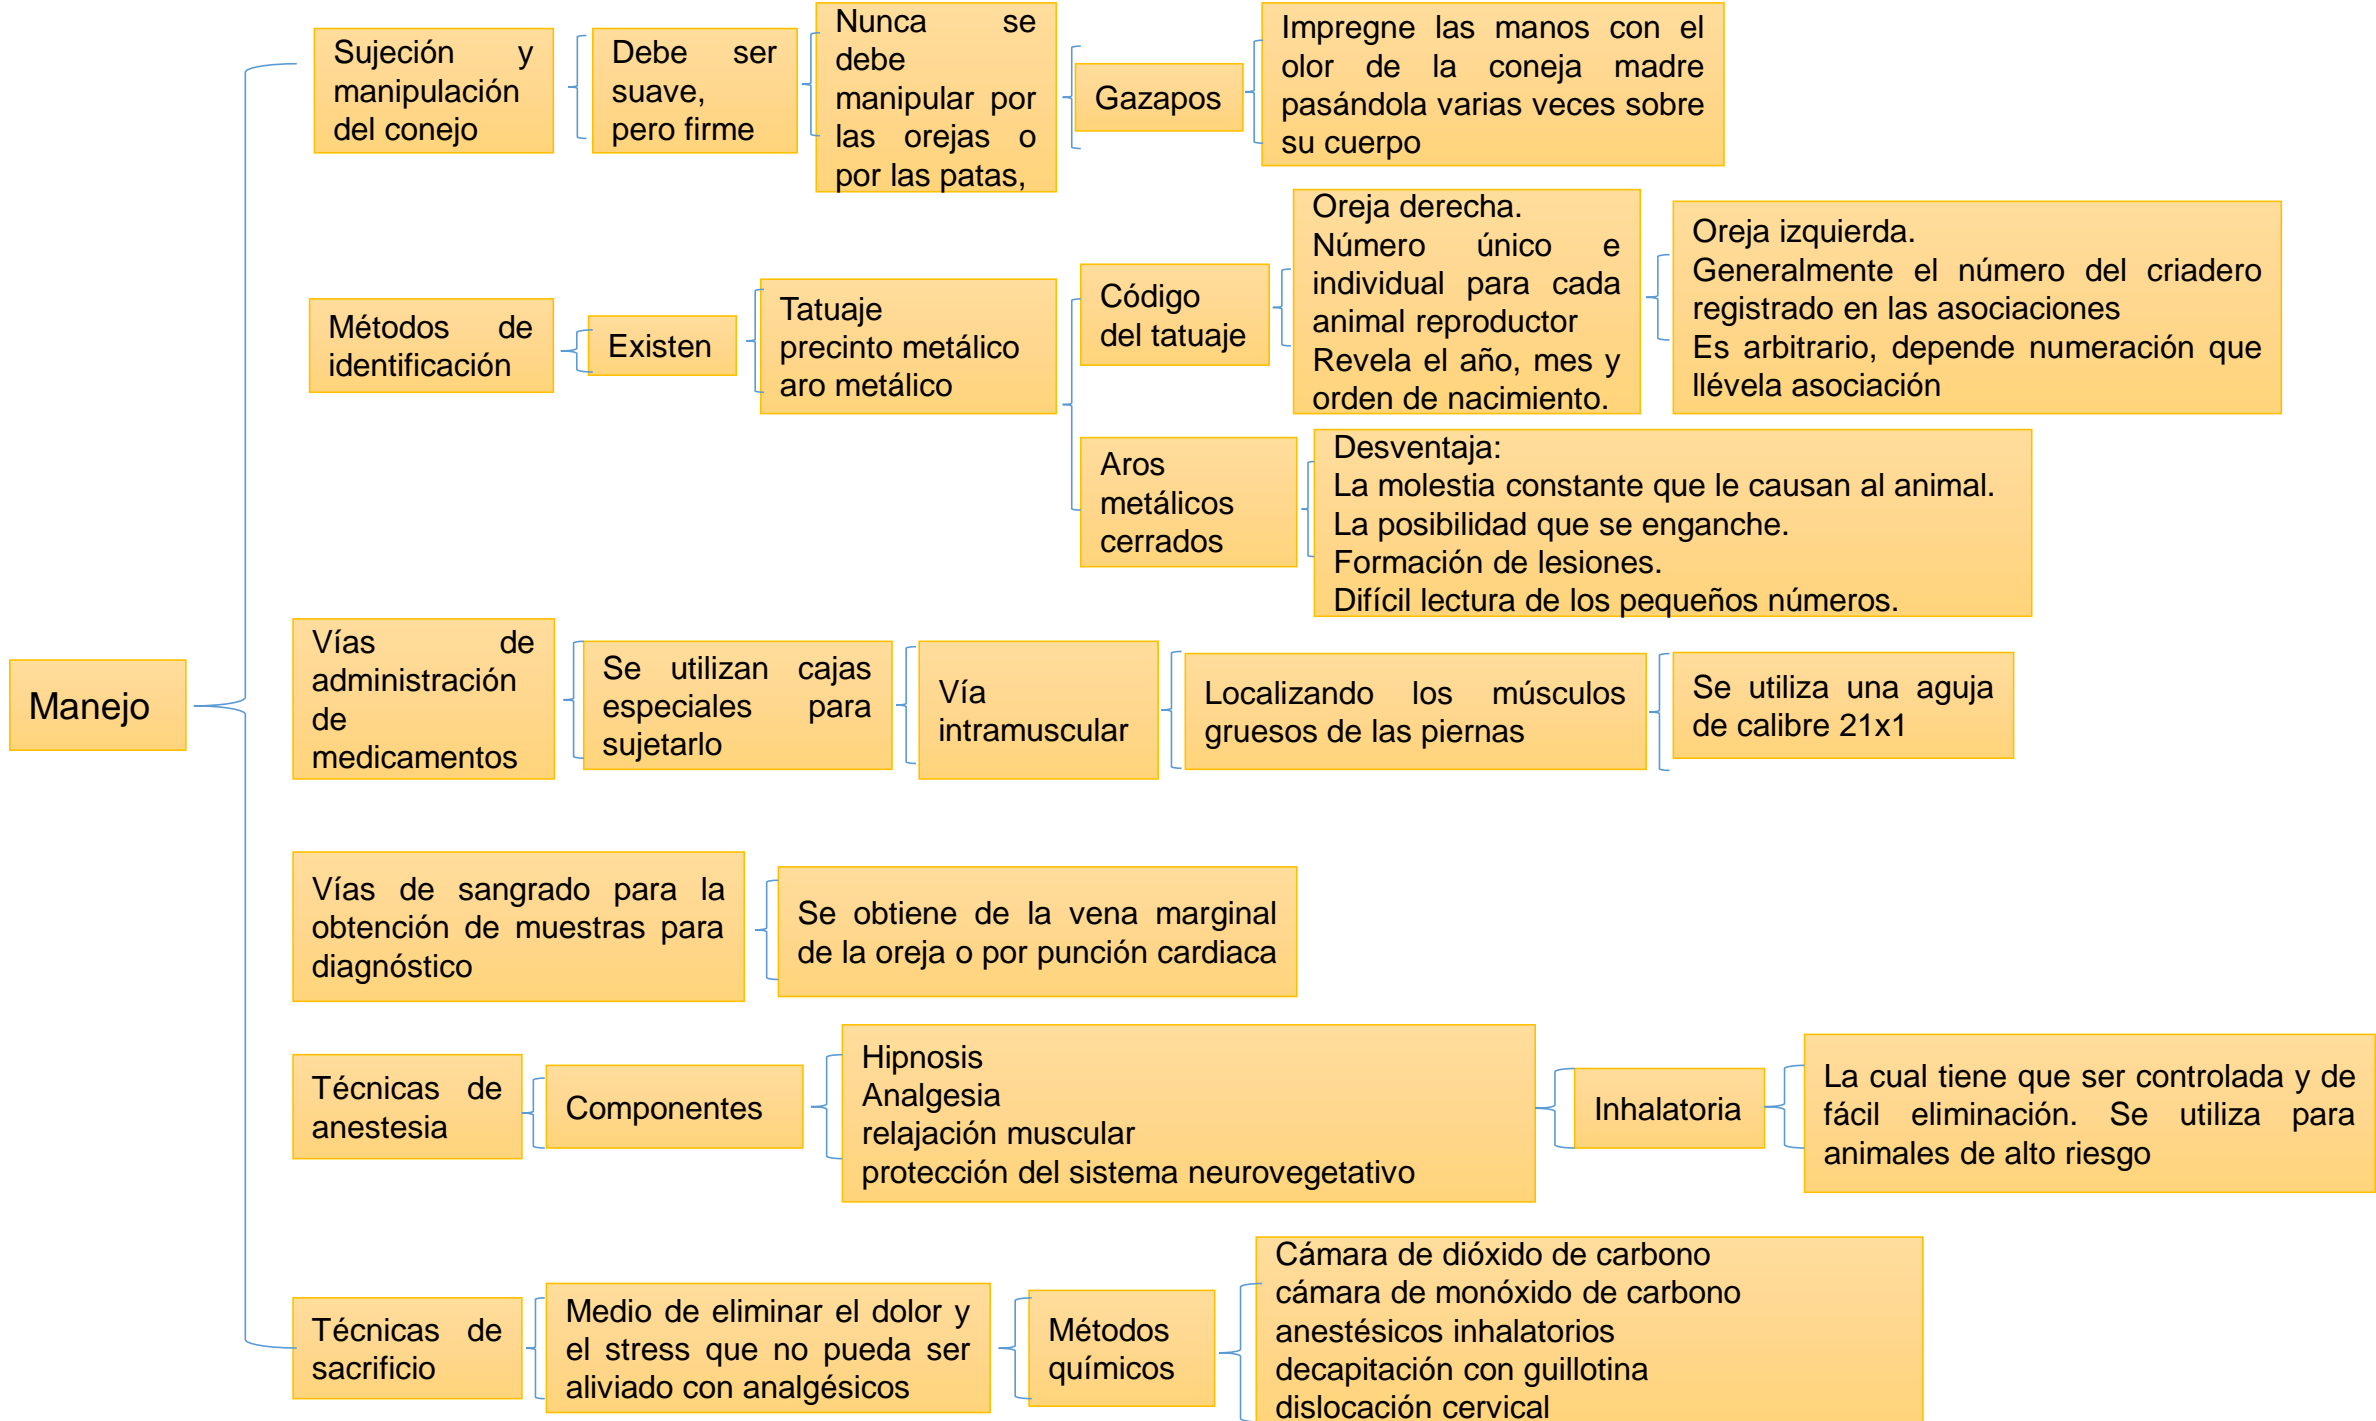 Manejo
Sujeción y
manipulación
del conejo
Debe ser
suave,
pero firme
Nunca se
debe
manipular por
las orejas o
por las patas,
Gazapos
Impregne las manos con el
olor de la coneja madre
pasándola varias veces sobre
su cuerpo
Métodos de
identificación
Existen
Tatuaje
precinto metálico
aro metálico
Código
del tatuaje
Oreja derecha.
Número único e
individual para cada
animal reproductor
Revela el año, mes y
orden de nacimiento.
Oreja izquierda.
Generalmente el número del criadero
registrado en las asociaciones
Es arbitrario, depende numeración que
llévela asociación
Aros
metálicos
cerrados
Desventaja:
La molestia constante que le causan al animal.
La posibilidad que se enganche.
Formación de lesiones.
Difícil lectura de los pequeños números.
Vías de
administración
de
medicamentos
Se utilizan cajas
especiales para
sujetarlo
Vía
intramuscular
Localizando los músculos
gruesos de las piernas
Se utiliza una aguja
de calibre 21x1
Vías de sangrado para la
obtención de muestras para
diagnóstico
Se obtiene de la vena marginal
de la oreja o por punción cardiaca
Técnicas de
anestesia
Componentes
Hipnosis
Analgesia
relajación muscular
protección del sistema neurovegetativo
Inhalatoria
La cual tiene que ser controlada y de
fácil eliminación. Se utiliza para
animales de alto riesgo
Técnicas de
sacrificio
Medio de eliminar el dolor y
el stress que no pueda ser
aliviado con analgésicos
Métodos
químicos
Cámara de dióxido de carbono
cámara de monóxido de carbono
anestésicos inhalatorios
decapitación con guillotina
dislocación cervical